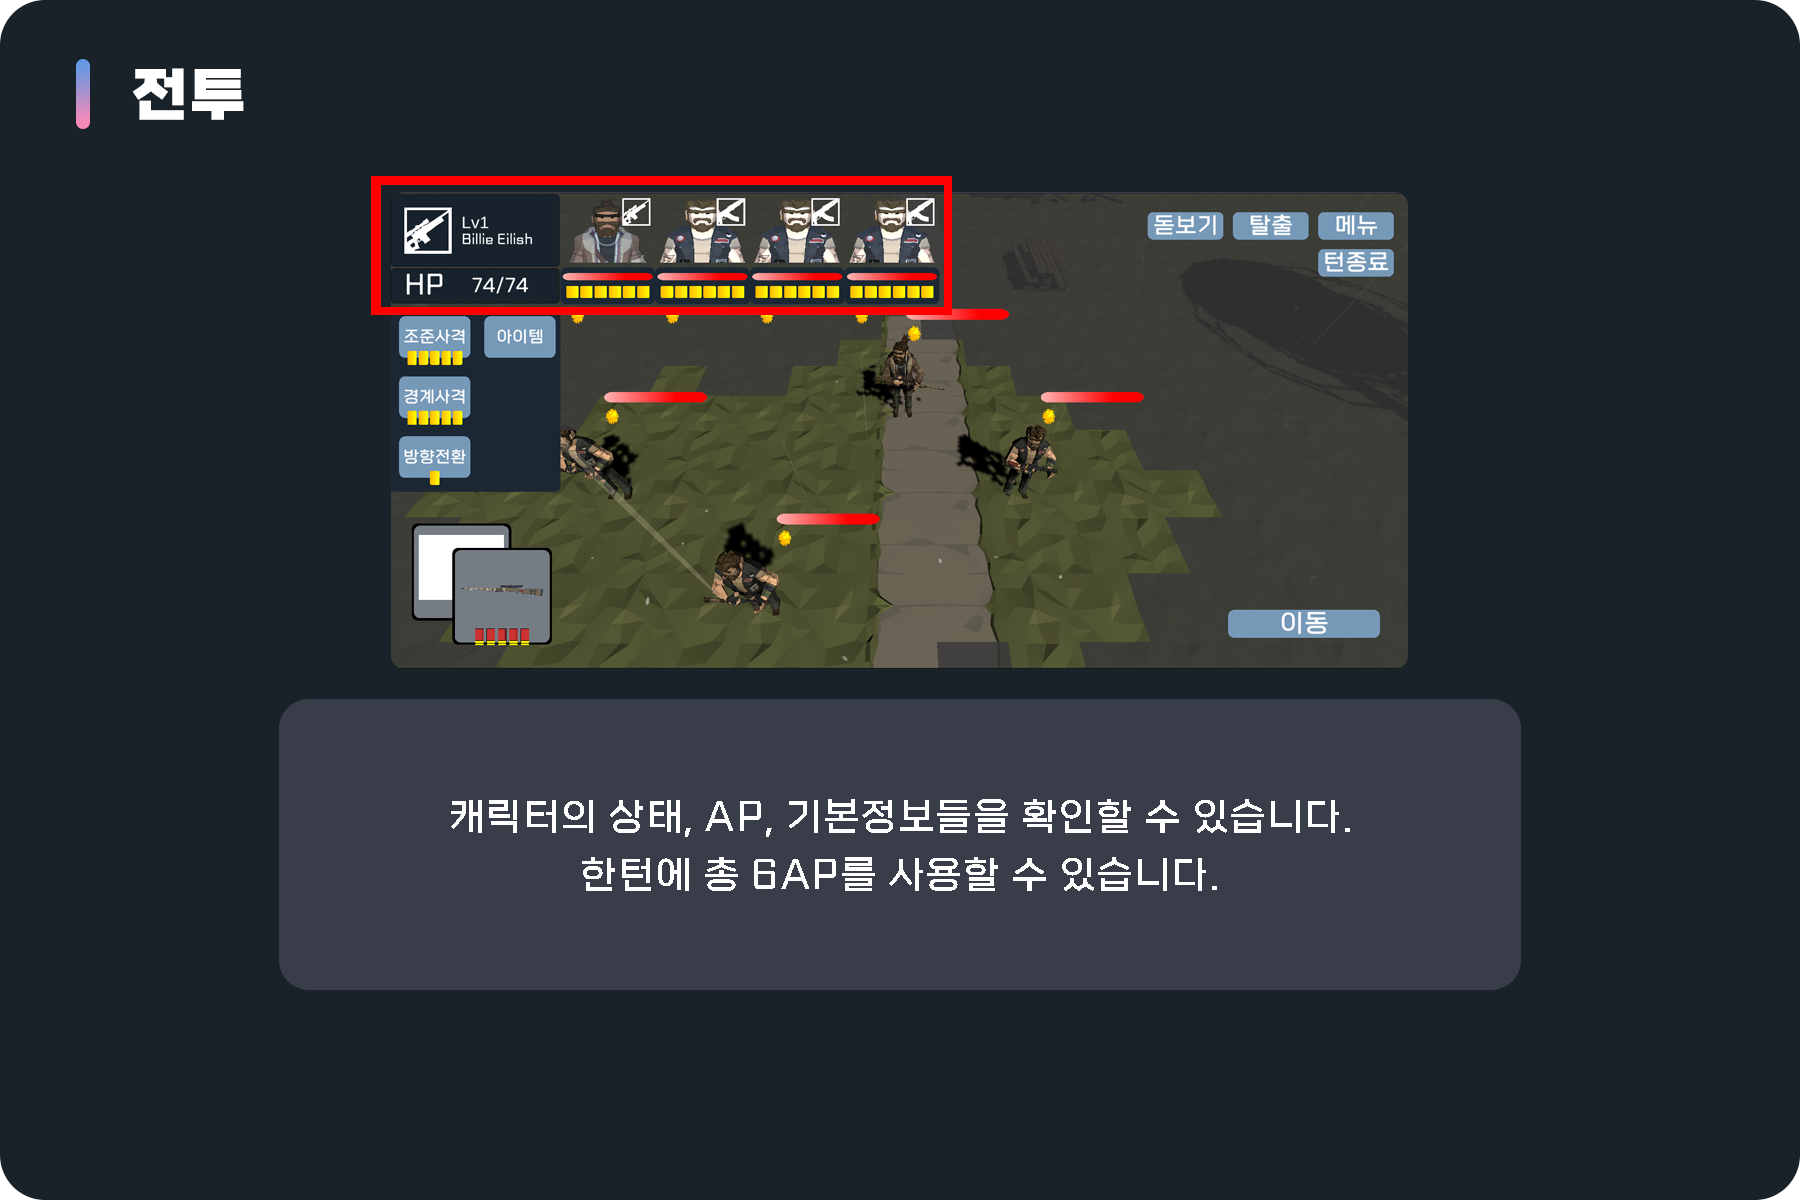 전투
Lv1
Billie Eilish
HP 74/74
돋보기 탈출 메뉴
턴종료
조준사격 아이템
경계사격
방향전환
이동
캐릭터의 상태, AP, 기본정보들을 확인할 수 있습니다.
한턴에 총 6AP를 사용할 수 있습니다.